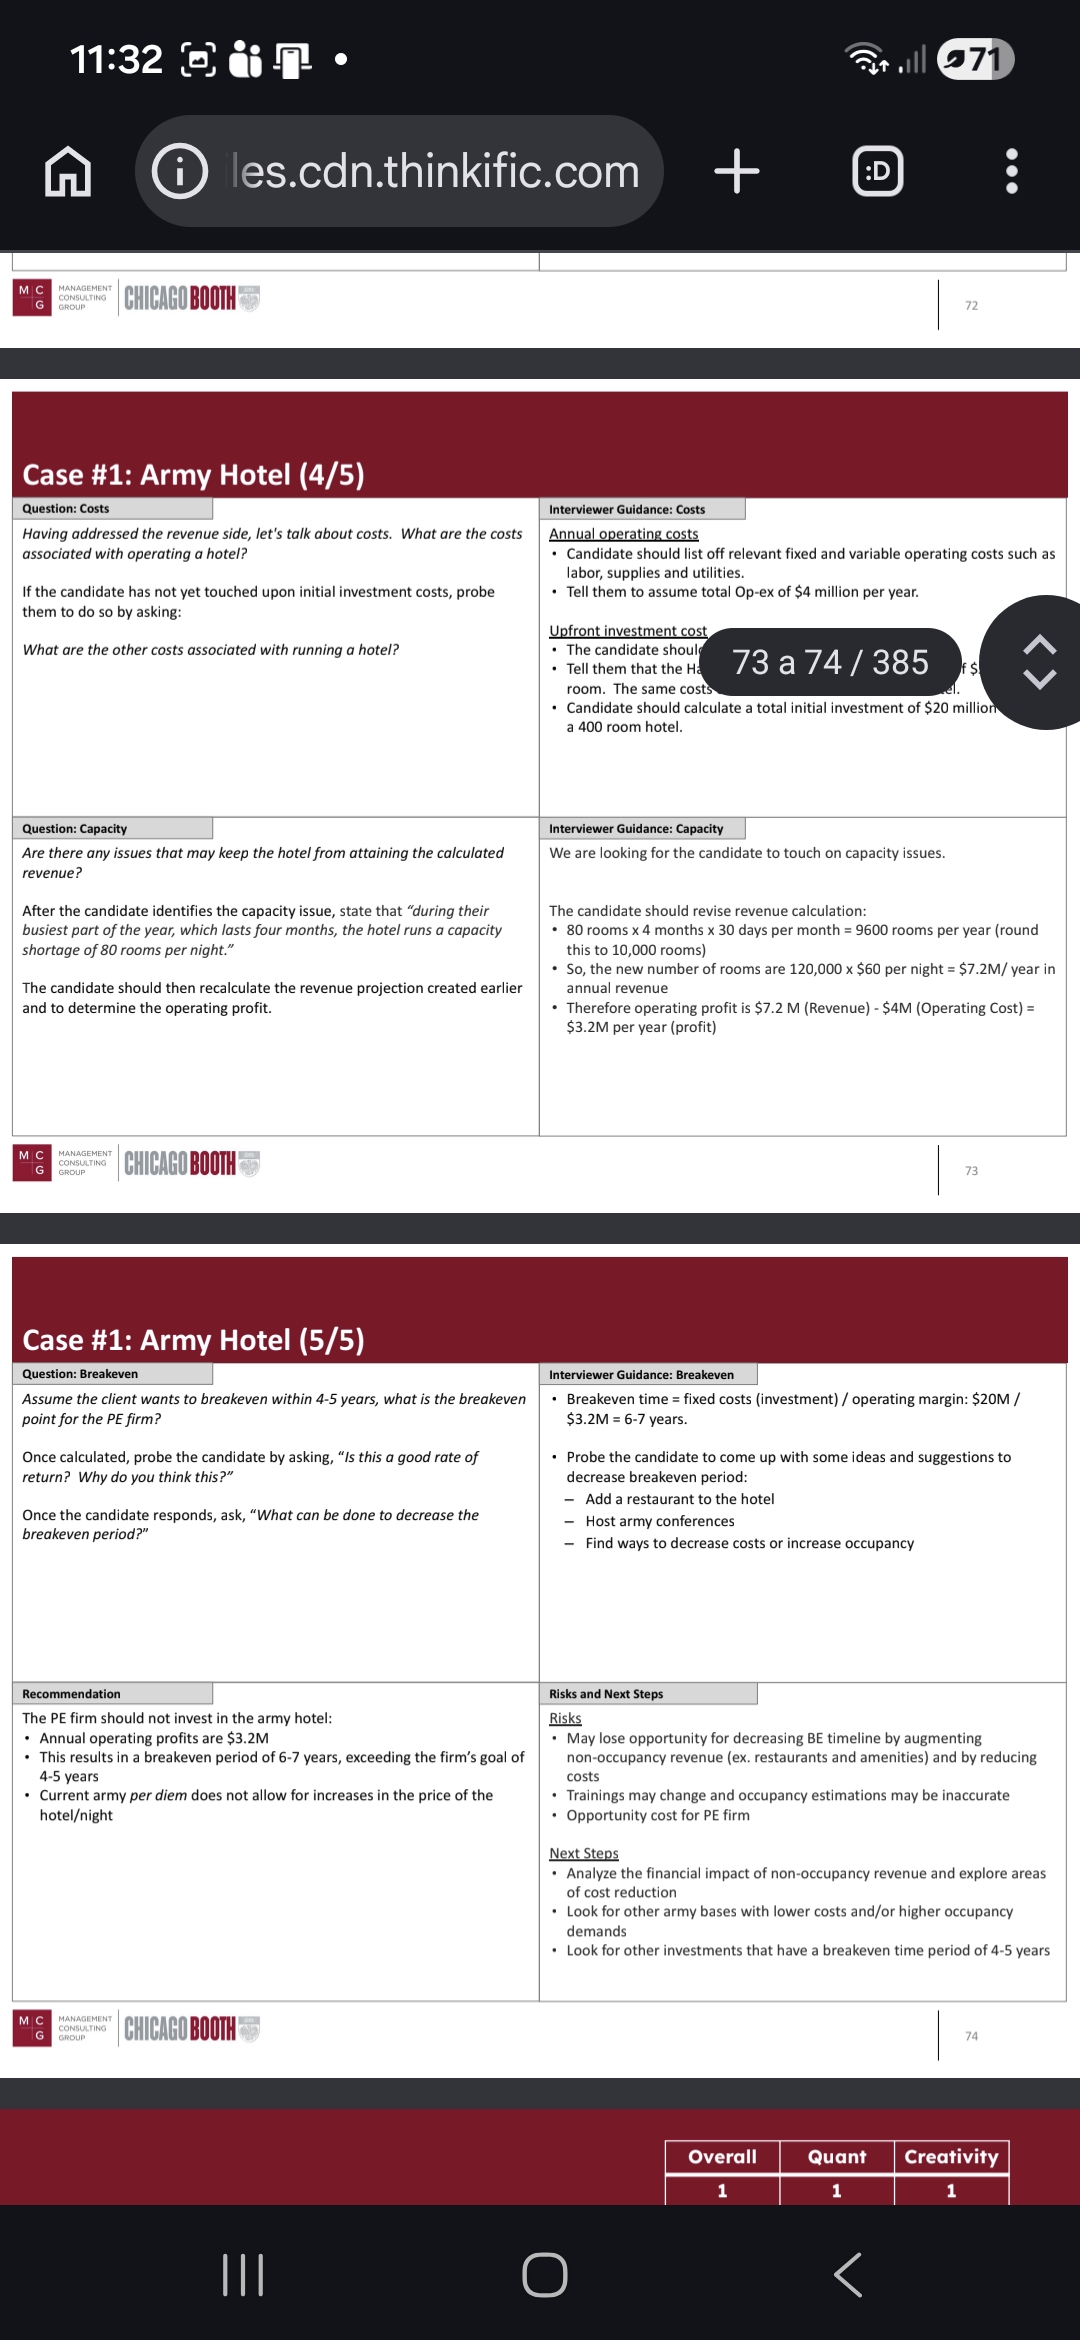 11:32
71
les.cdn.thinkific.com
:D
M C
G
MANAGEMENT
CONSULTING
GROUP
CHICAGO BOOTH
72
Case #1: Army Hotel (4/5)
Question: Costs
Having addressed the revenue side, let's talk about costs. What are the costs
associated with operating a hotel?
If the candidate has not yet touched upon initial investment costs, probe
them to do so by asking:
What are the other costs associated with running a hotel?
Interviewer Guidance: Costs
Annual operating costs
• Candidate should list off relevant fixed and variable operating costs such as
labor, supplies and utilities.
• Tell them to assume total Op-ex of $4 million per year.
Upfront investment cost
• The candidate should
• Tell them that the
room. The same costs
• Candidate should calculate a total initial investment of $20 million
a 400 room hotel.
73 a 74 / 385
Question: Capacity
Are there any issues that may keep the hotel from attaining the calculated
revenue?
After the candidate identifies the capacity issue, state that “during their
busiest part of the year, which lasts four months, the hotel runs a capacity
shortage of 80 rooms per night.”
The candidate should then recalculate the revenue projection created earlier
and to determine the operating profit.
Interviewer Guidance: Capacity
We are looking for the candidate to touch on capacity issues.
The candidate should revise revenue calculation:
• 80 rooms x 4 months x 30 days per month = 9600 rooms per year (round
this to 10,000 rooms)
• So, the new number of rooms are 120,000 x $60 per night = $7.2M/ year in
annual revenue
• Therefore operating profit is $7.2 M (Revenue) - $4M (Operating Cost) =
$3.2M per year (profit)
M C
G
MANAGEMENT
CONSULTING
GROUP
CHICAGO BOOTH
73
Case #1: Army Hotel (5/5)
Question: Breakeven
Assume the client wants to breakeven within 4-5 years, what is the breakeven
point for the PE firm?
Once calculated, probe the candidate by asking, “Is this a good rate of
return? Why do you think this?”
Once the candidate responds, ask, “What can be done to decrease the
breakeven period?”
Interviewer Guidance: Breakeven
• Breakeven time = fixed costs (investment) / operating margin: $20M /
$3.2M = 6-7 years.
• Probe the candidate to come up with some ideas and suggestions to
decrease breakeven period:
– Add a restaurant to the hotel
– Host army conferences
– Find ways to decrease costs or increase occupancy
Recommendation
The PE firm should not invest in the army hotel:
• Annual operating profits are $3.2M
• This results in a breakeven period of 6-7 years, exceeding the firm's goal of
4-5 years
• Current army per diem does not allow for increases in the price of the
hotel/night
Risks and Next Steps
Risks
• May lose opportunity for decreasing BE timeline by augmenting
non-occupancy revenue (ex. restaurants and amenities) and by reducing
costs
• Trainings may change and occupancy estimations may be inaccurate
• Opportunity cost for PE firm
Next Steps
• Analyze the financial impact of non-occupancy revenue and explore areas
of cost reduction
• Look for other army bases with lower costs and/or higher occupancy
demands
• Look for other investments that have a breakeven time period of 4-5 years
M C
G
MANAGEMENT
CONSULTING
GROUP
CHICAGO BOOTH
74
Overall Quant Creativity
1 1 1